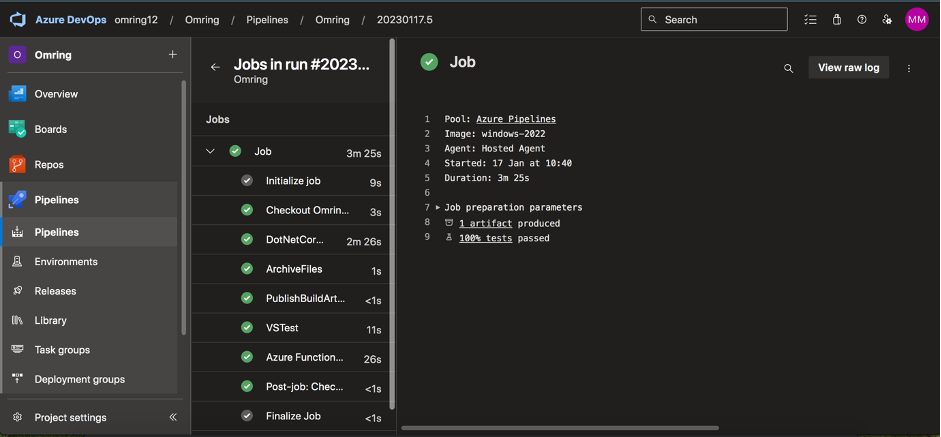 Azure DevOps omring12 / Omring / Pipelines / Omring / 20230117.5 Search MM
O Omring +
Overview
Boards
Repos
Pipelines
Pipelines
Environments
Releases
Library
Task groups
Deployment groups
Project settings
Jobs in run #2023...
Omring
Jobs
Job 3m 25s
Initialize job 9s
Checkout Omrin... 3s
DotNetCor... 2m 26s
ArchiveFiles 1s
PublishBuildArt... <1s
VSTest 11s
Azure Function... 26s
Post-job: Chec... <1s
Finalize Job <1s
Job
View raw log
1 Pool: Azure Pipelines
2 Image: windows-2022
3 Agent: Hosted Agent
4 Started: 17 Jan at 10:40
5 Duration: 3m 25s
6
7 Job preparation parameters
8 1 artifact produced
9 100% tests passed